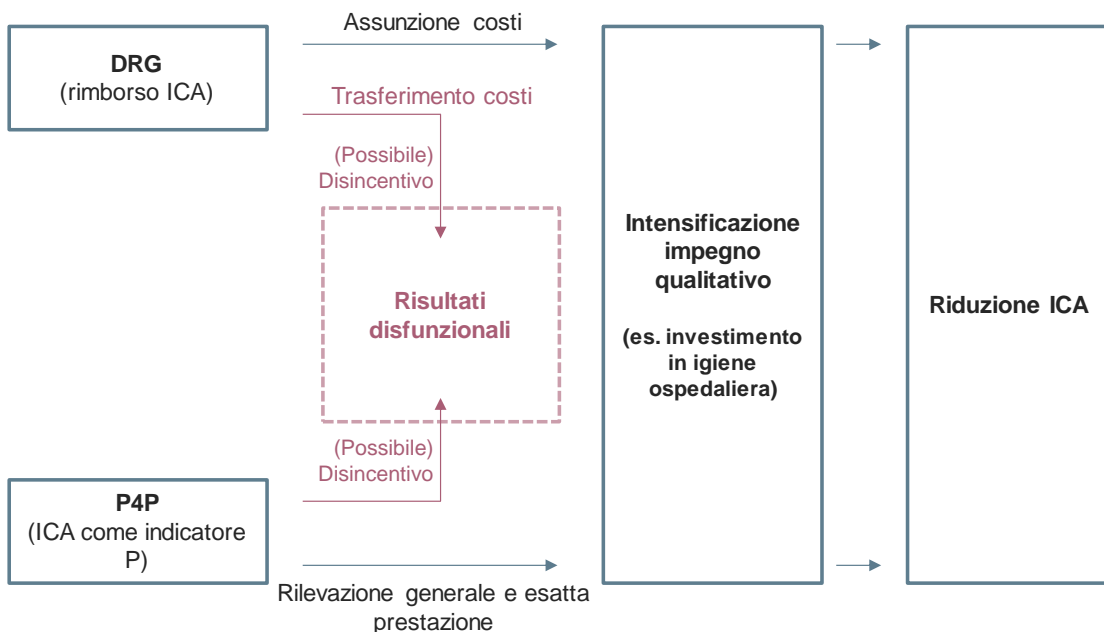 Assunzione costi
DRG
(rimborso ICA)
Trasferimento costi
(Possibile)
Disincentivo
Risultati
disfunzionali
(Possibile)
Disincentivo
P4P
(ICA come indicatore
P)
Rilevazione generale e esatta
prestazione
Intensificazione
impegno
qualitativo
(es. investimento
in igiene
ospedaliera)
Riduzione ICA